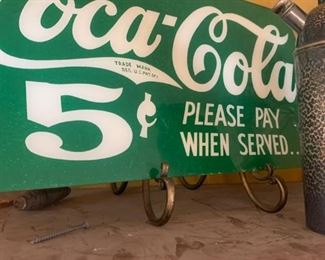 Coca-Cola
TRADE MARK
REG. U.S. PAT. OFF.
5¢
PLEASE PAY
WHEN SERVED..